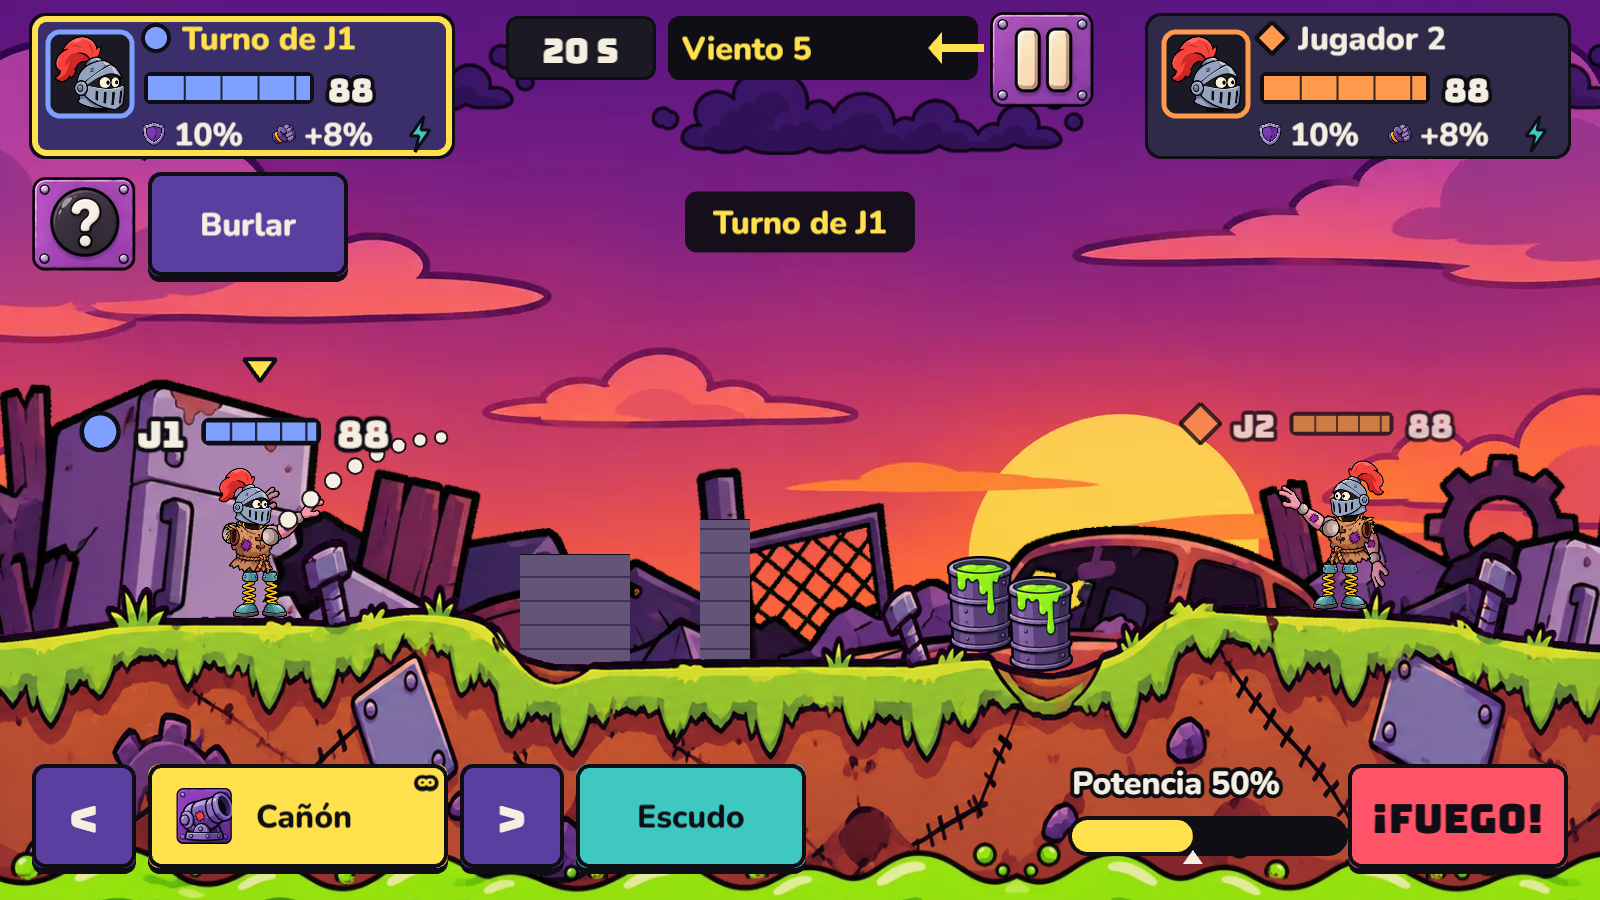 Turno de J1
88
10%
+8%
20 S
Viento 5
Jugador 2
88
10%
+8%
?
Burlar
Turno de J1
J1
88
J2
88
<
Cañón
∞
>
Escudo
Potencia 50%
¡FUEGO!